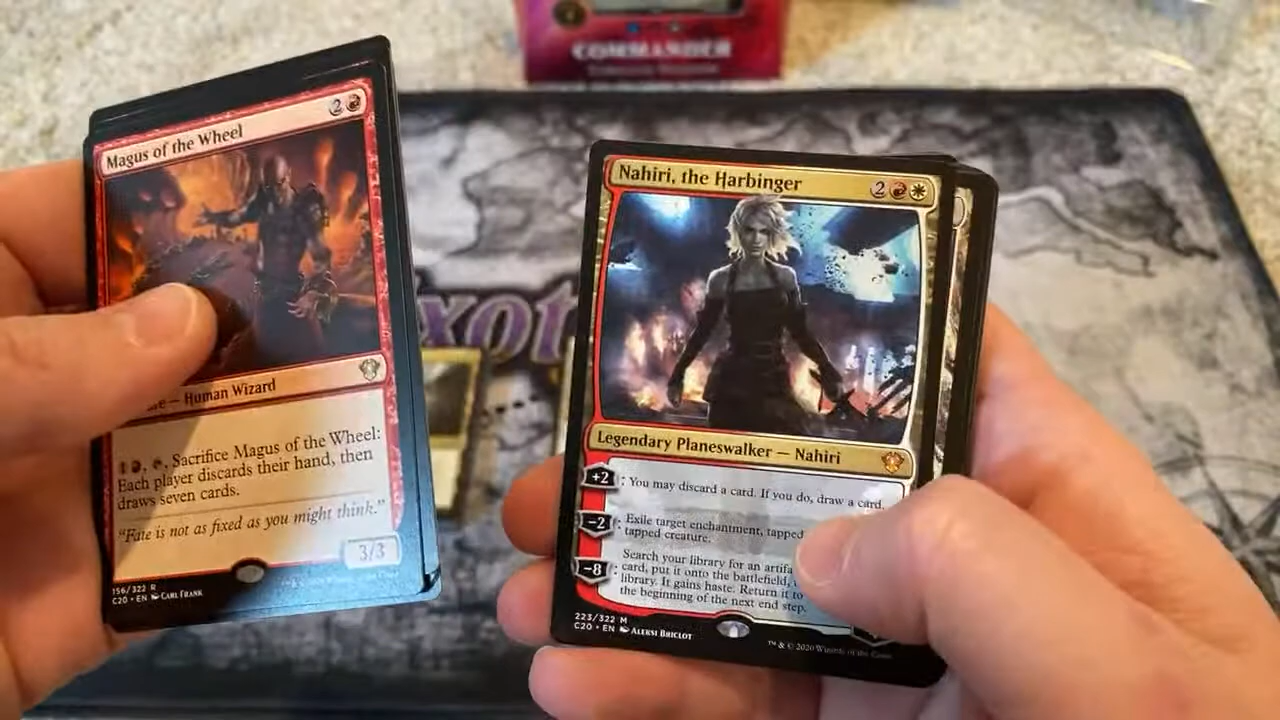 COMMANDER
Magus of the Wheel
2
Human Wizard
1, , Sacrifice Magus of the Wheel:
Each player discards their hand, then
draws seven cards.
"Fate is not as fixed as you might think."
3/3
156/322 R
C20 • EN CARL FRANK
xot
Nahiri, the Harbinger
2
Legendary Planeswalker — Nahiri
+2 : You may discard a card. If you do, draw a card.
−2 : Exile target enchantment, tapped
tapped creature.
−8 : Search your library for an artifa
card, put it onto the battlefield,
library. It gains haste. Return it to
the beginning of the next end step.
223/322 M
C20 • EN ALEKSI BRICLOT
™ & © 2020 Wizards of the Coast